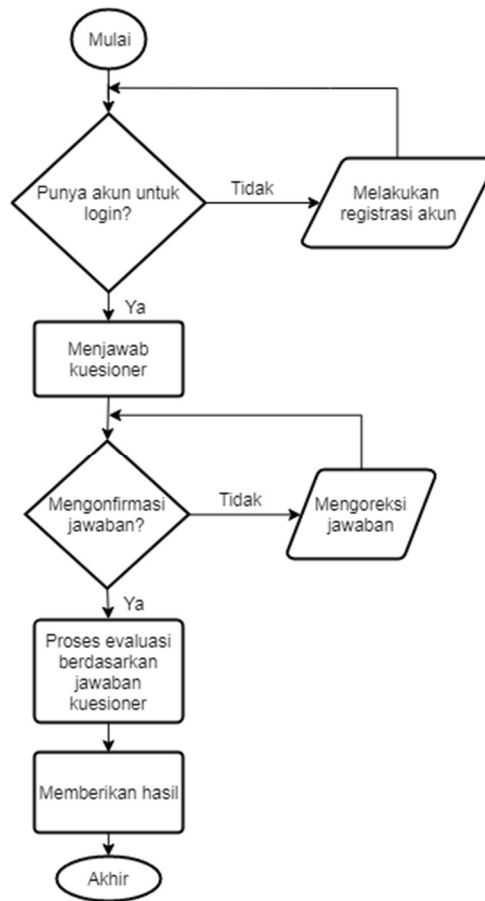 Mulai
Punya akun untuk
login?
Tidak
Melakukan
registrasi akun
Ya
Menjawab
kuesioner
Mengonfirmasi
jawaban?
Tidak
Mengoreksi
jawaban
Ya
Proses evaluasi
berdasarkan
jawaban
kuesioner
Memberikan hasil
Akhir